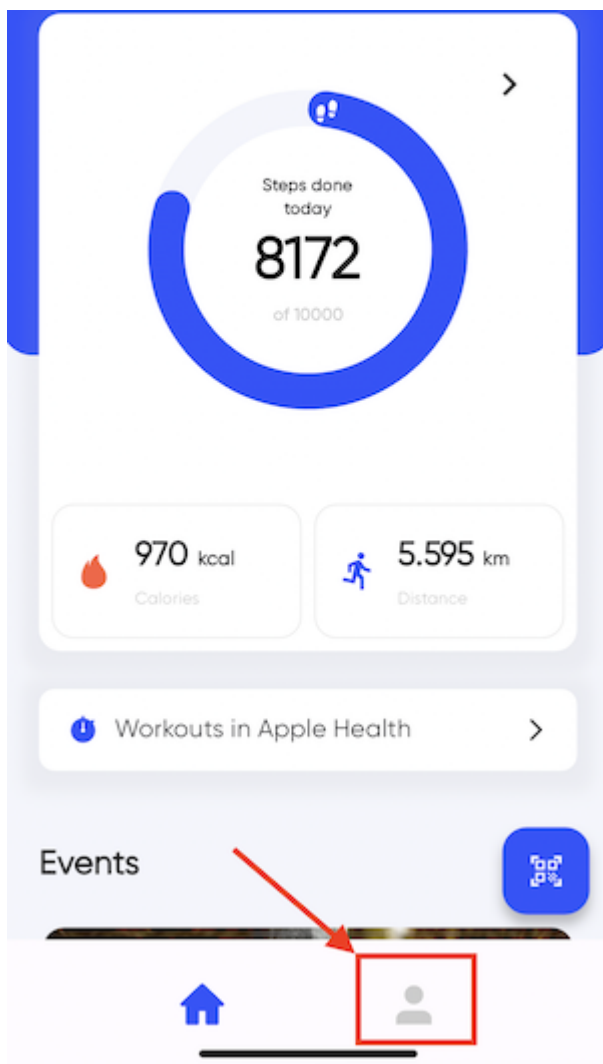 Steps done
today
8172
of 10000
970 kcal
Calories
5.595 km
Distance
Workouts in Apple Health
Events